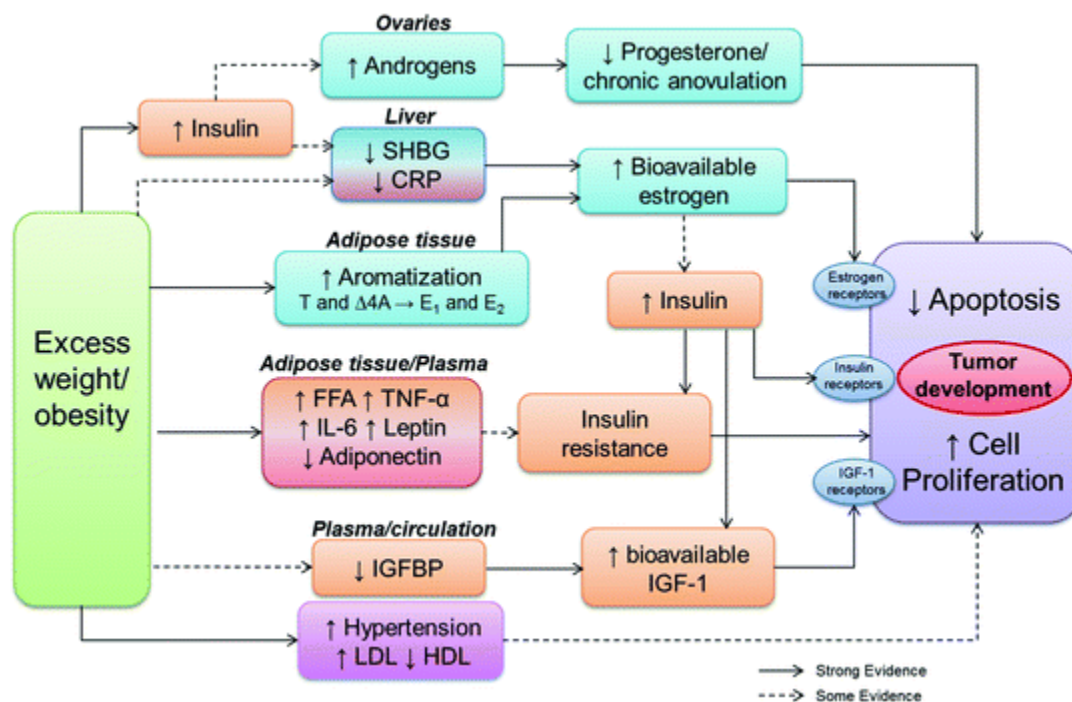 Ovaries
↑ Androgens
↓ Progesterone/
chronic anovulation
↑ Insulin
Liver
↓ SHBG
↓ CRP
↑ Bioavailable
estrogen
Adipose tissue
↑ Aromatization
T and Δ4A → E₁ and E₂
↑ Insulin
Excess
weight/
obesity
Adipose tissue/Plasma
↑ FFA ↑ TNF-α
↑ IL-6 ↑ Leptin
↓ Adiponectin
Insulin
resistance
Plasma/circulation
↓ IGFBP
↑ bioavailable
IGF-1
↑ Hypertension
↑ LDL ↓ HDL
Estrogen
receptors
Insulin
receptors
IGF-1
receptors
↓ Apoptosis
Tumor
development
↑ Cell
Proliferation
Strong Evidence
Some Evidence